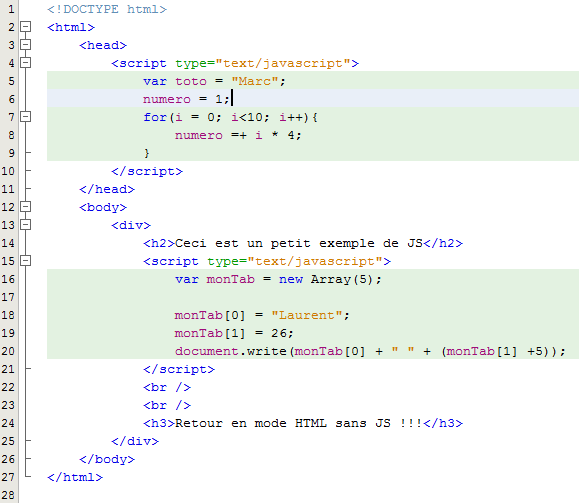 1 <!DOCTYPE html>
2 <html>
3 <head>
4 <script type="text/javascript">
5 var toto = "Marc";
6 numero = 1;
7 for(i = 0; i<10; i++){
8 numero =+ i * 4;
9 }
10 </script>
11 </head>
12 <body>
13 <div>
14 <h2>Ceci est un petit exemple de JS</h2>
15 <script type="text/javascript">
16 var monTab = new Array(5);
17
18 monTab[0] = "Laurent";
19 monTab[1] = 26;
20 document.write(monTab[0] + " " + (monTab[1] +5));
21 </script>
22 <br />
23 <br />
24 <h3>Retour en mode HTML sans JS !!!</h3>
25 </div>
26 </body>
27 </html>
28